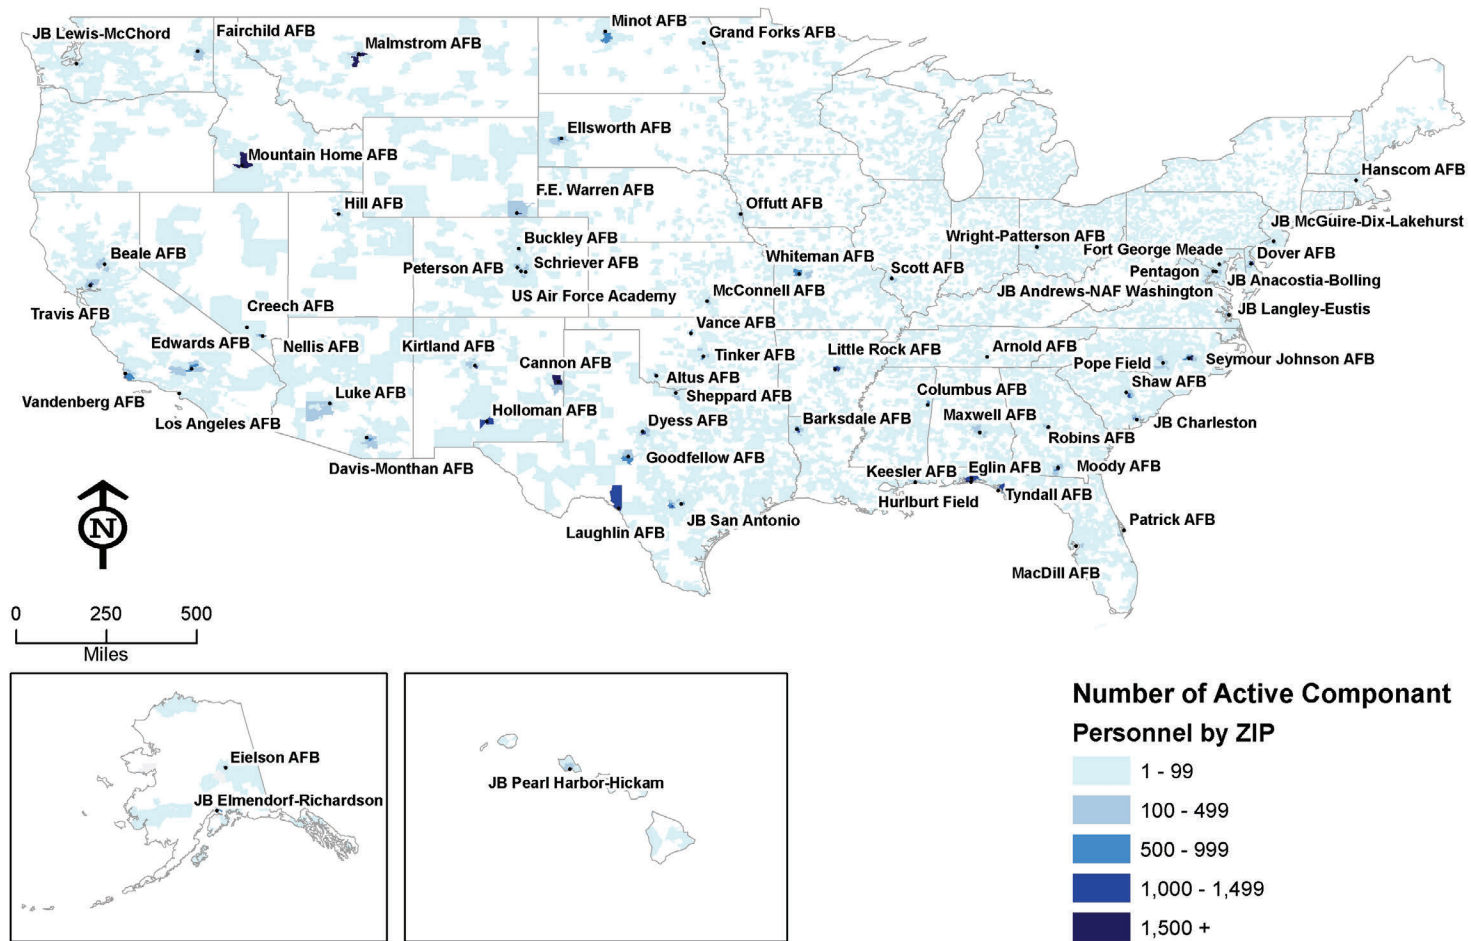 Minot AFB
JB Lewis-McChord
Fairchild AFB
Malmstrom AFB
Grand Forks AFB
Ellsworth AFB
Mountain Home AFB
Hanscom AFB
F.E. Warren AFB
Hill AFB
Offutt AFB
JB McGuire-Dix-Lakehurst
Buckley AFB
Wright-Patterson AFB
Fort George Meade
Beale AFB
Whiteman AFB
Dover AFB
Peterson AFB
Schriever AFB
Scott AFB
Pentagon
JB Anacostia-Bolling
US Air Force Academy
McConnell AFB
JB Andrews-NAF Washington
Creech AFB
JB Langley-Eustis
Travis AFB
Vance AFB
Edwards AFB
Nellis AFB
Kirtland AFB
Little Rock AFB
Arnold AFB
Cannon AFB
Tinker AFB
Pope Field
Seymour Johnson AFB
Altus AFB
Shaw AFB
Luke AFB
Columbus AFB
Vandenberg AFB
Sheppard AFB
Holloman AFB
Maxwell AFB
Los Angeles AFB
Dyess AFB
Barksdale AFB
JB Charleston
Robins AFB
Davis-Monthan AFB
Goodfellow AFB
Keesler AFB
Eglin AFB
Moody AFB
Tyndall AFB
Hurlburt Field
Laughlin AFB
JB San Antonio
Patrick AFB
N
MacDill AFB
0 250 500
Miles
Eielson AFB
JB Elmendorf-Richardson
JB Pearl Harbor-Hickam
Number of Active Componant
Personnel by ZIP
1 - 99
100 - 499
500 - 999
1,000 - 1,499
1,500 +